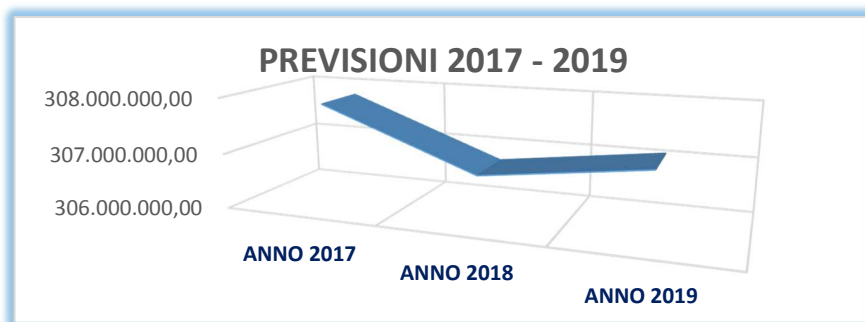 PREVISIONI 2017 - 2019
308.000.000,00
307.000.000,00
306.000.000,00
ANNO 2017
ANNO 2018
ANNO 2019